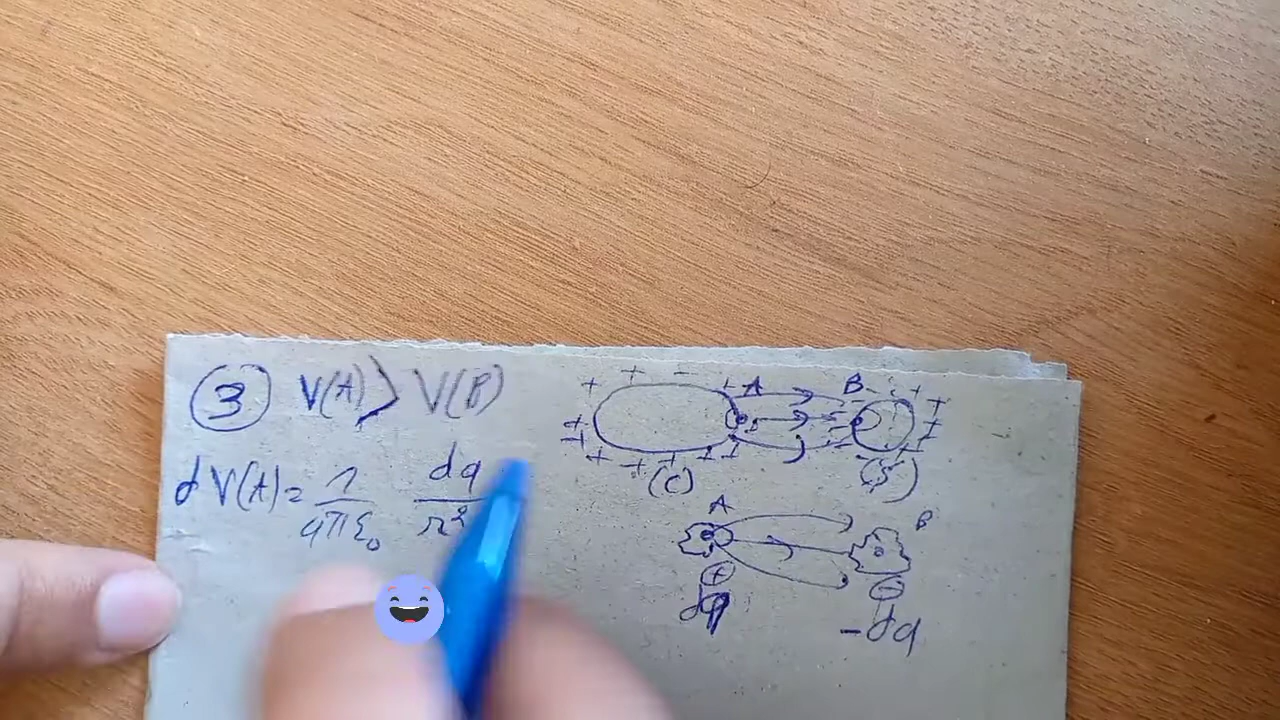 ③ V(A) > V(B)
dV(A) = 1/4πε₀ dq/r²
A B
(C) (S)
A B
+ -
dq -dq